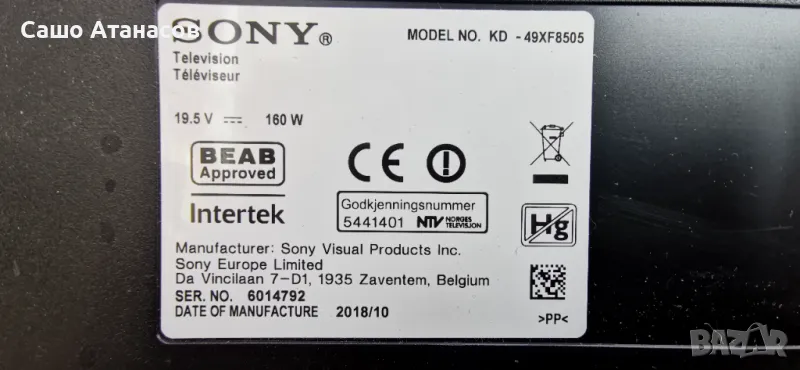 Сашо Атанасов
SONY®
MODEL NO. KD - 49XF8505
Television
Téléviseur
19.5 V 160 W
BEAB
Approved
CE
Intertek
Godkjenningsnummer
5441401 NTV NORGES TELEVISJON
Hg
Manufacturer: Sony Visual Products Inc.
Sony Europe Limited
Da Vincilaan 7-D1, 1935 Zaventem, Belgium
SER. NO. 6014792
DATE OF MANUFACTURE 2018/10
>PP<
BAZAR